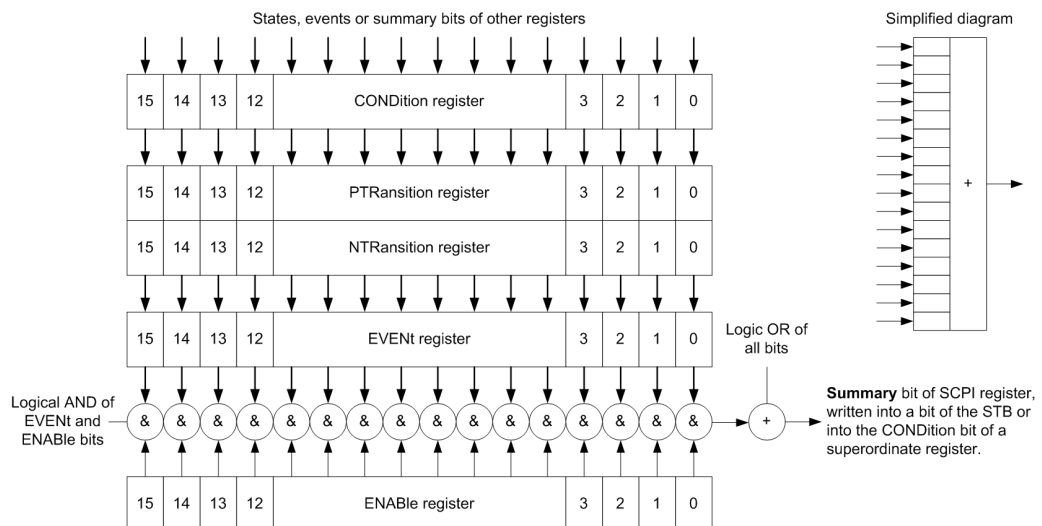 States, events or summary bits of other registers
Simplified diagram
15 14 13 12 CONDition register 3 2 1 0
15 14 13 12 PTRansition register 3 2 1 0
+
15 14 13 12 NTRansition register 3 2 1 0
15 14 13 12 EVENt register 3 2 1 0
Logic OR of
all bits
Logical AND of
EVENt and
ENABle bits
& & & & & & & & & & & & & & & &
+
Summary bit of SCPI register,
written into a bit of the STB or
into the CONDition bit of a
superordinate register.
15 14 13 12 ENABle register 3 2 1 0